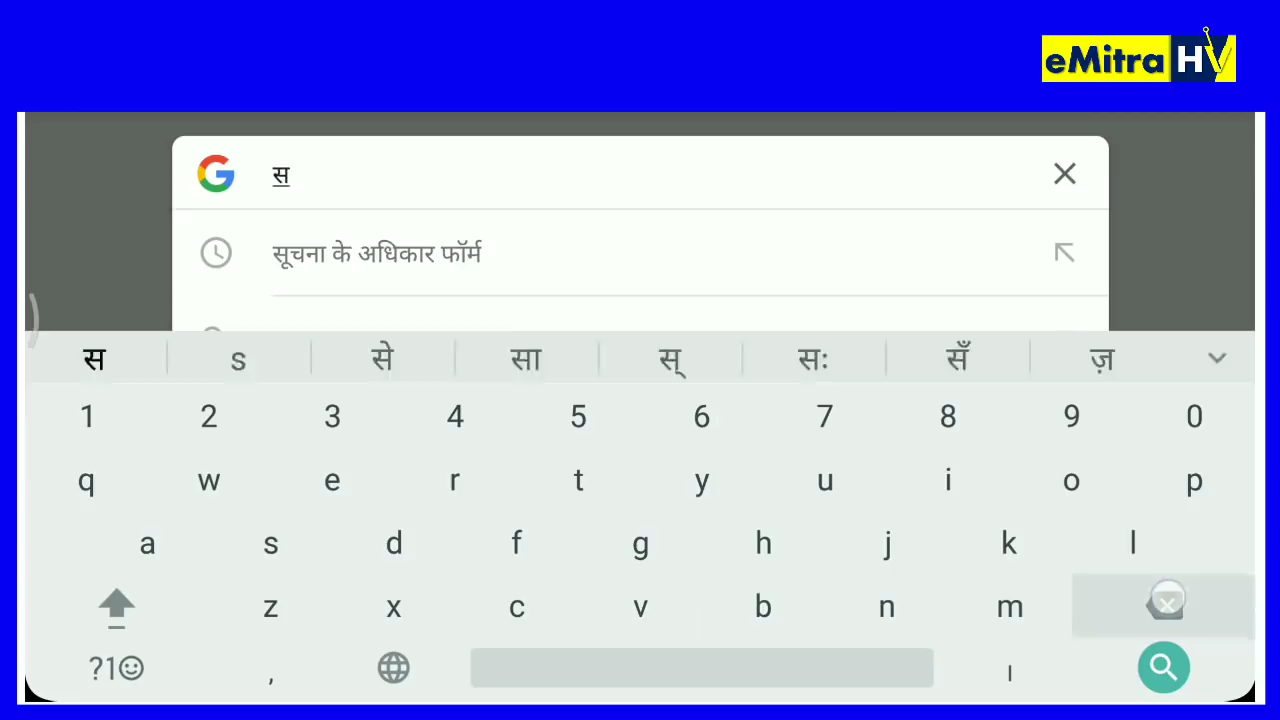 eMitra HV
स
सूचना के अधिकार फॉर्म
स s से सा स् सः सँ ज़
1 2 3 4 5 6 7 8 9 0
q w e r t y u i o p
a s d f g h j k l
z x c v b n m
?1 , ।